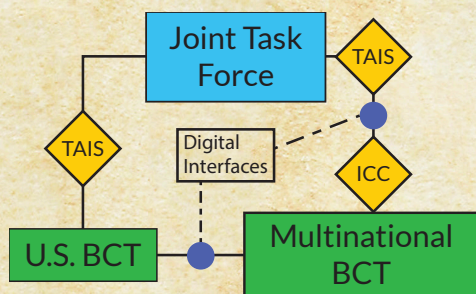 Joint Task
Force
TAIS
TAIS
Digital
Interfaces
ICC
U.S. BCT
Multinational
BCT